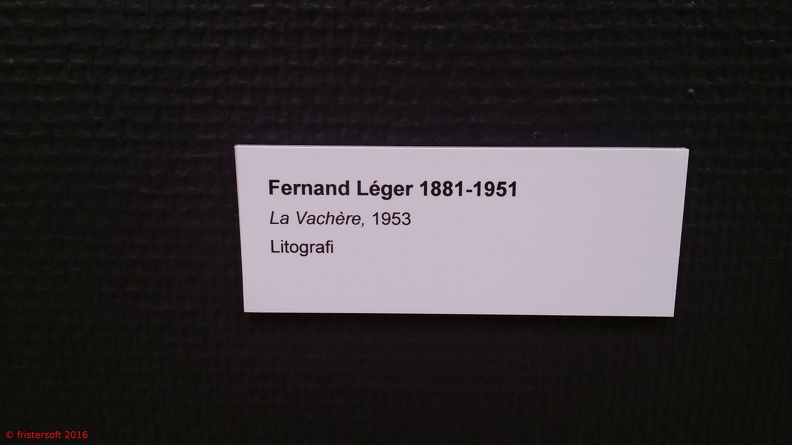 Fernand Léger 1881-1951
La Vachère, 1953
Litografi
© fristersoft 2016